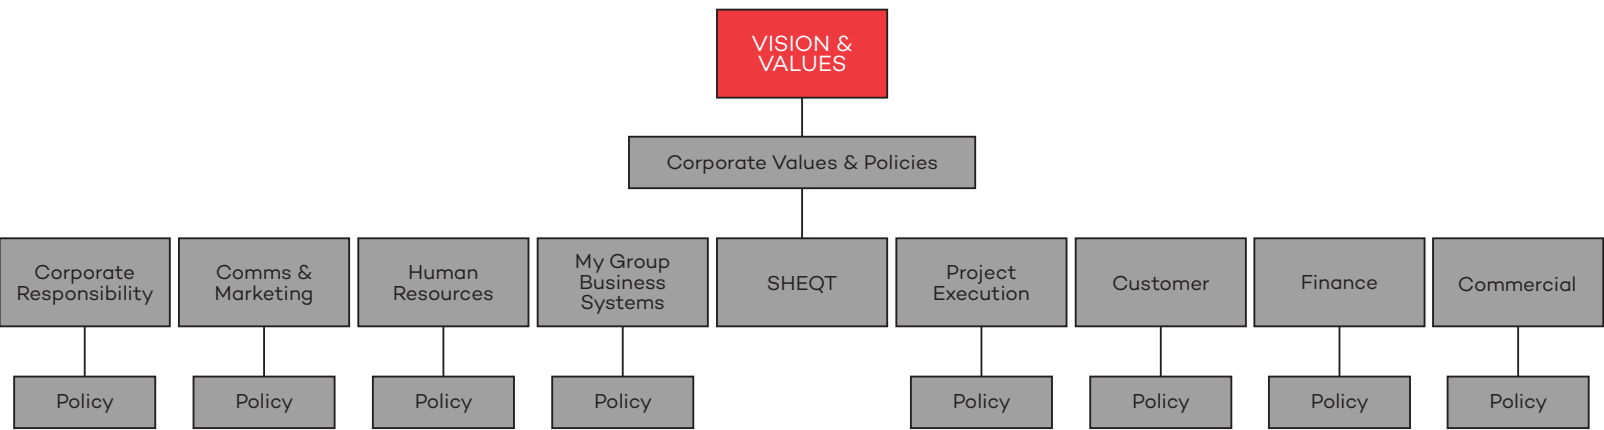 VISION &
VALUES
Corporate Values & Policies
Corporate
Responsibility
Comms &
Marketing
Human
Resources
My Group
Business
Systems
SHEQT
Project
Execution
Customer
Finance
Commercial
Policy
Policy
Policy
Policy
Policy
Policy
Policy
Policy